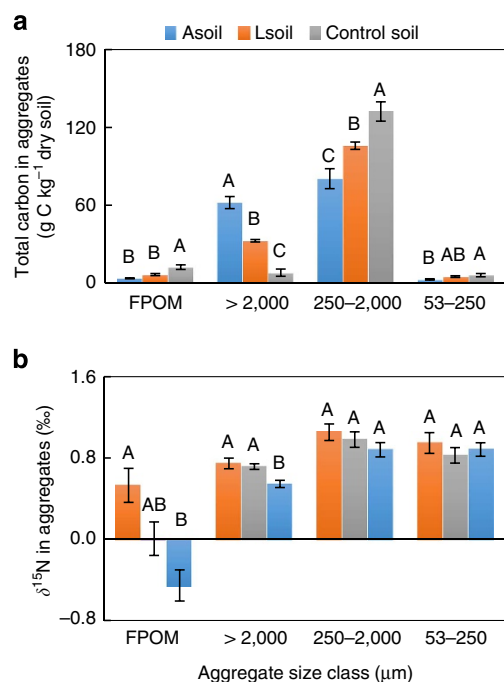 a
Asoil Lsoil Control soil
Total carbon in aggregates
(g C kg⁻¹ dry soil)
180
120
60
0
B B A
A B C
C B A
B AB A
FPOM > 2,000 250–2,000 53–250
b
δ¹⁵N in aggregates (‰)
1.6
0.8
0.0
–0.8
A AB B
A A B
A A A
A A A
FPOM > 2,000 250–2,000 53–250
Aggregate size class (μm)